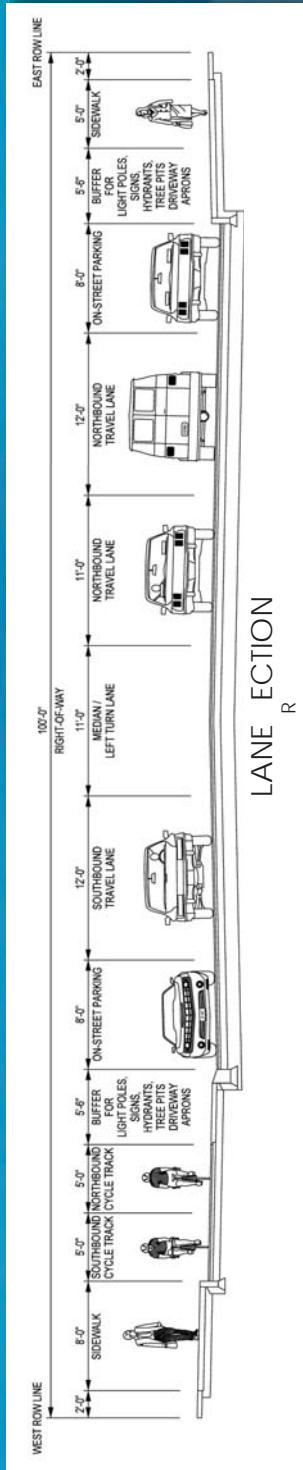 WEST ROW LINE
EAST ROW LINE
100'-0"
RIGHT-OF-WAY
2'-0"
8'-0"
SIDEWALK
5'-0"
SOUTHBOUND
CYCLE TRACK
5'-0"
NORTHBOUND
CYCLE TRACK
5'-6"
BUFFER
FOR
LIGHT POLES,
SIGNS,
HYDRANTS,
TREE PITS
DRIVEWAY
APRONS
8'-0"
ON-STREET PARKING
12'-0"
SOUTHBOUND
TRAVEL LANE
11'-0"
MEDIAN /
LEFT TURN LANE
11'-0"
NORTHBOUND
TRAVEL LANE
12'-0"
NORTHBOUND
TRAVEL LANE
8'-0"
ON-STREET PARKING
5'-6"
BUFFER
FOR
LIGHT POLES,
SIGNS,
HYDRANTS,
TREE PITS
DRIVEWAY
APRONS
5'-0"
SIDEWALK
2'-0"
LANE ECTION
R